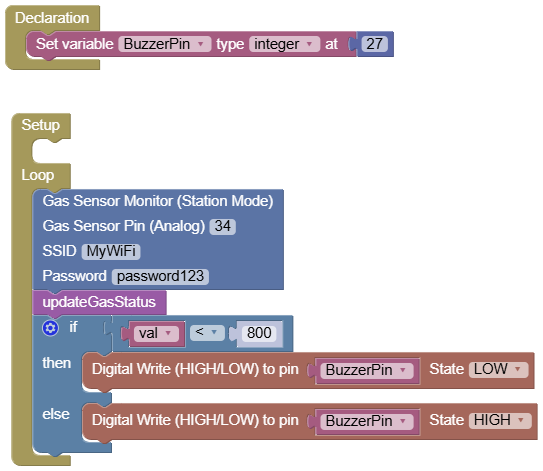 Declaration
Set variable BuzzerPin type integer at 27
Setup
Loop
Gas Sensor Monitor (Station Mode)
Gas Sensor Pin (Analog) 34
SSID MyWiFi
Password password123
updateGasStatus
if val < 800
then Digital Write (HIGH/LOW) to pin BuzzerPin State LOW
else Digital Write (HIGH/LOW) to pin BuzzerPin State HIGH